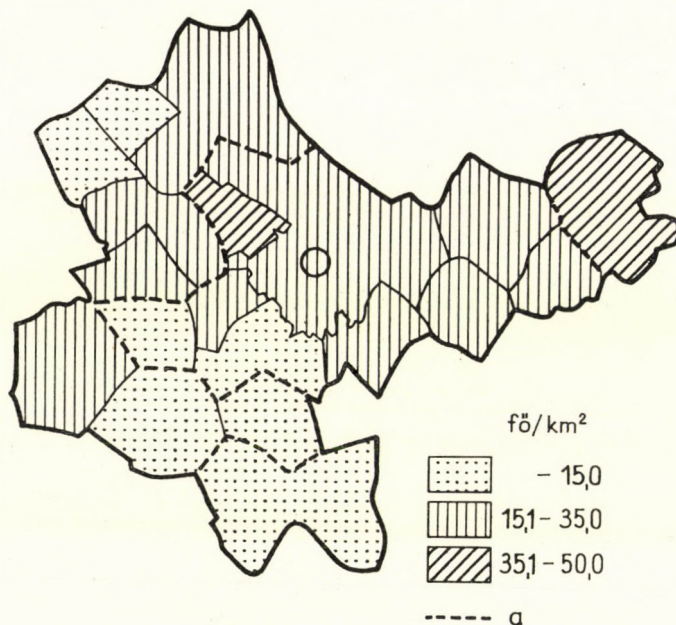 fő/km²
– 15,0
15,1 – 35,0
35,1 – 50,0
a